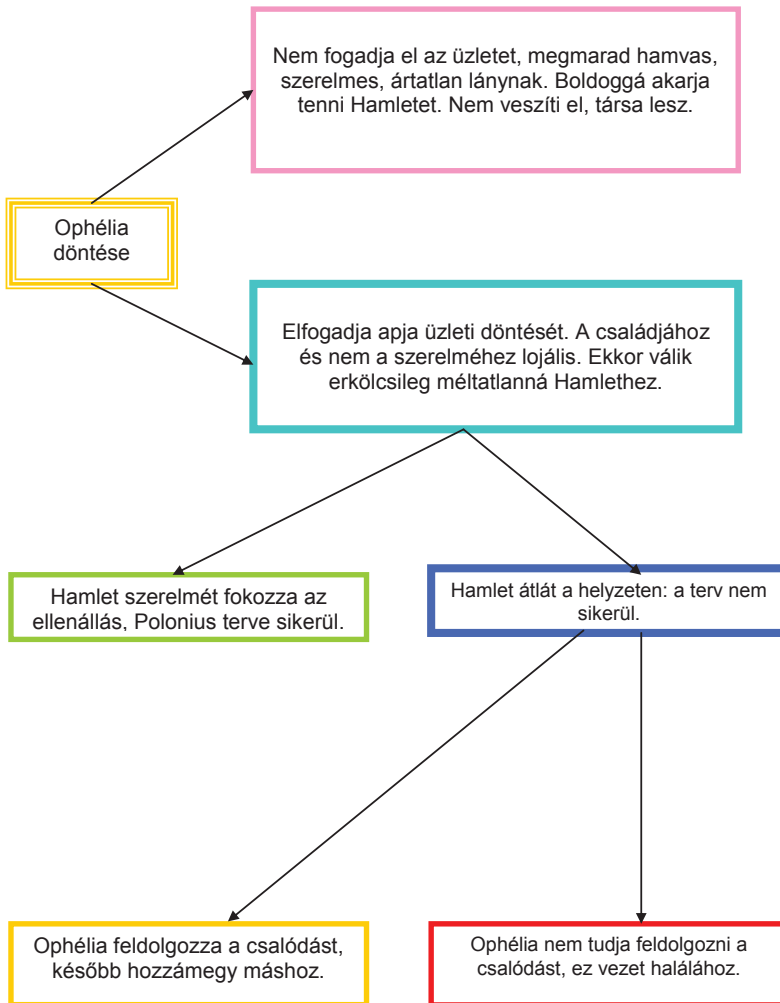 Nem fogadja el az üzletet, megmarad hamvas,
szerelmes, ártatlan lánynak. Boldoggá akarja
tenni Hamletet. Nem veszíti el, társa lesz.
Ophélia
döntése
Elfogadja apja üzleti döntését. A családjához
és nem a szerelméhez lojális. Ekkor válik
erkölcsileg méltatlanná Hamlethez.
Hamlet szerelmét fokozza az
ellenállás, Polonius terve sikerül.
Hamlet átlát a helyzeten: a terv nem
sikerül.
Ophélia feldolgozza a csalódást,
később hozzámegy máshoz.
Ophélia nem tudja feldolgozni a
csalódást, ez vezet halálához.